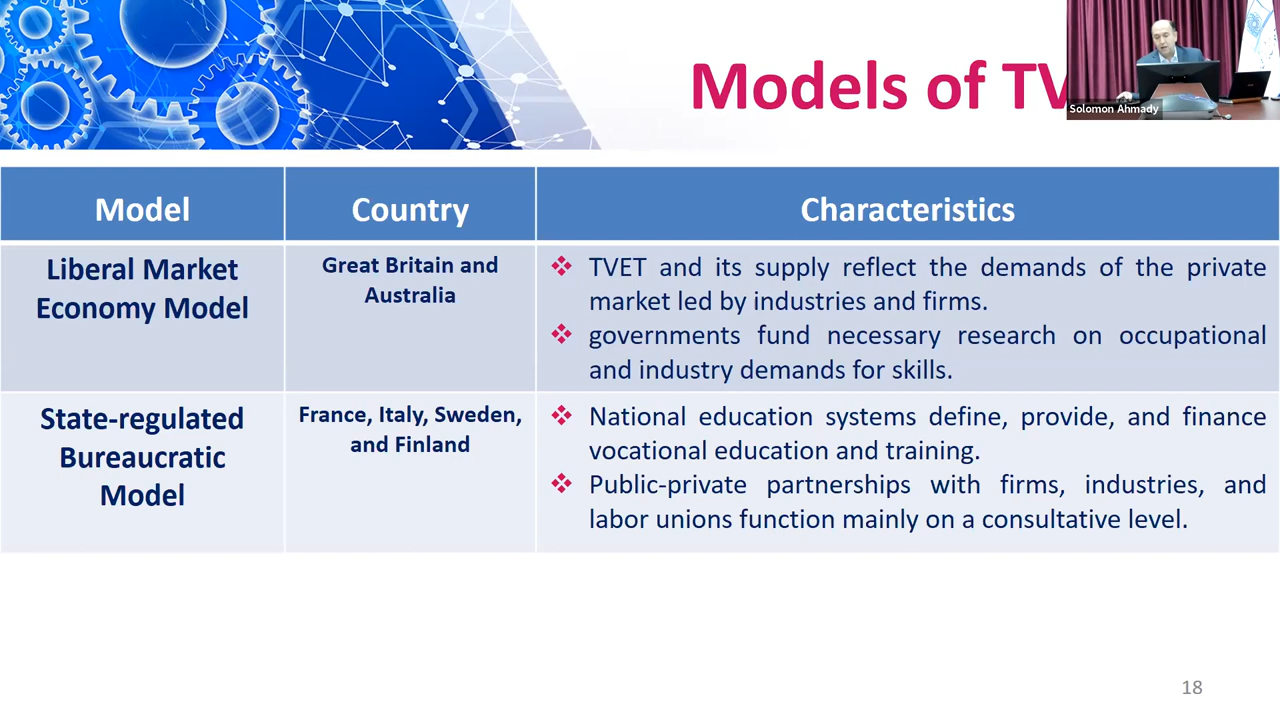 Models of TV
Solomon Ahmady
Model
Country
Characteristics
Liberal Market
Economy Model
Great Britain and
Australia
❖ TVET and its supply reflect the demands of the private
market led by industries and firms.
❖ governments fund necessary research on occupational
and industry demands for skills.
State-regulated
Bureaucratic
Model
France, Italy, Sweden,
and Finland
❖ National education systems define, provide, and finance
vocational education and training.
❖ Public-private partnerships with firms, industries, and
labor unions function mainly on a consultative level.
18